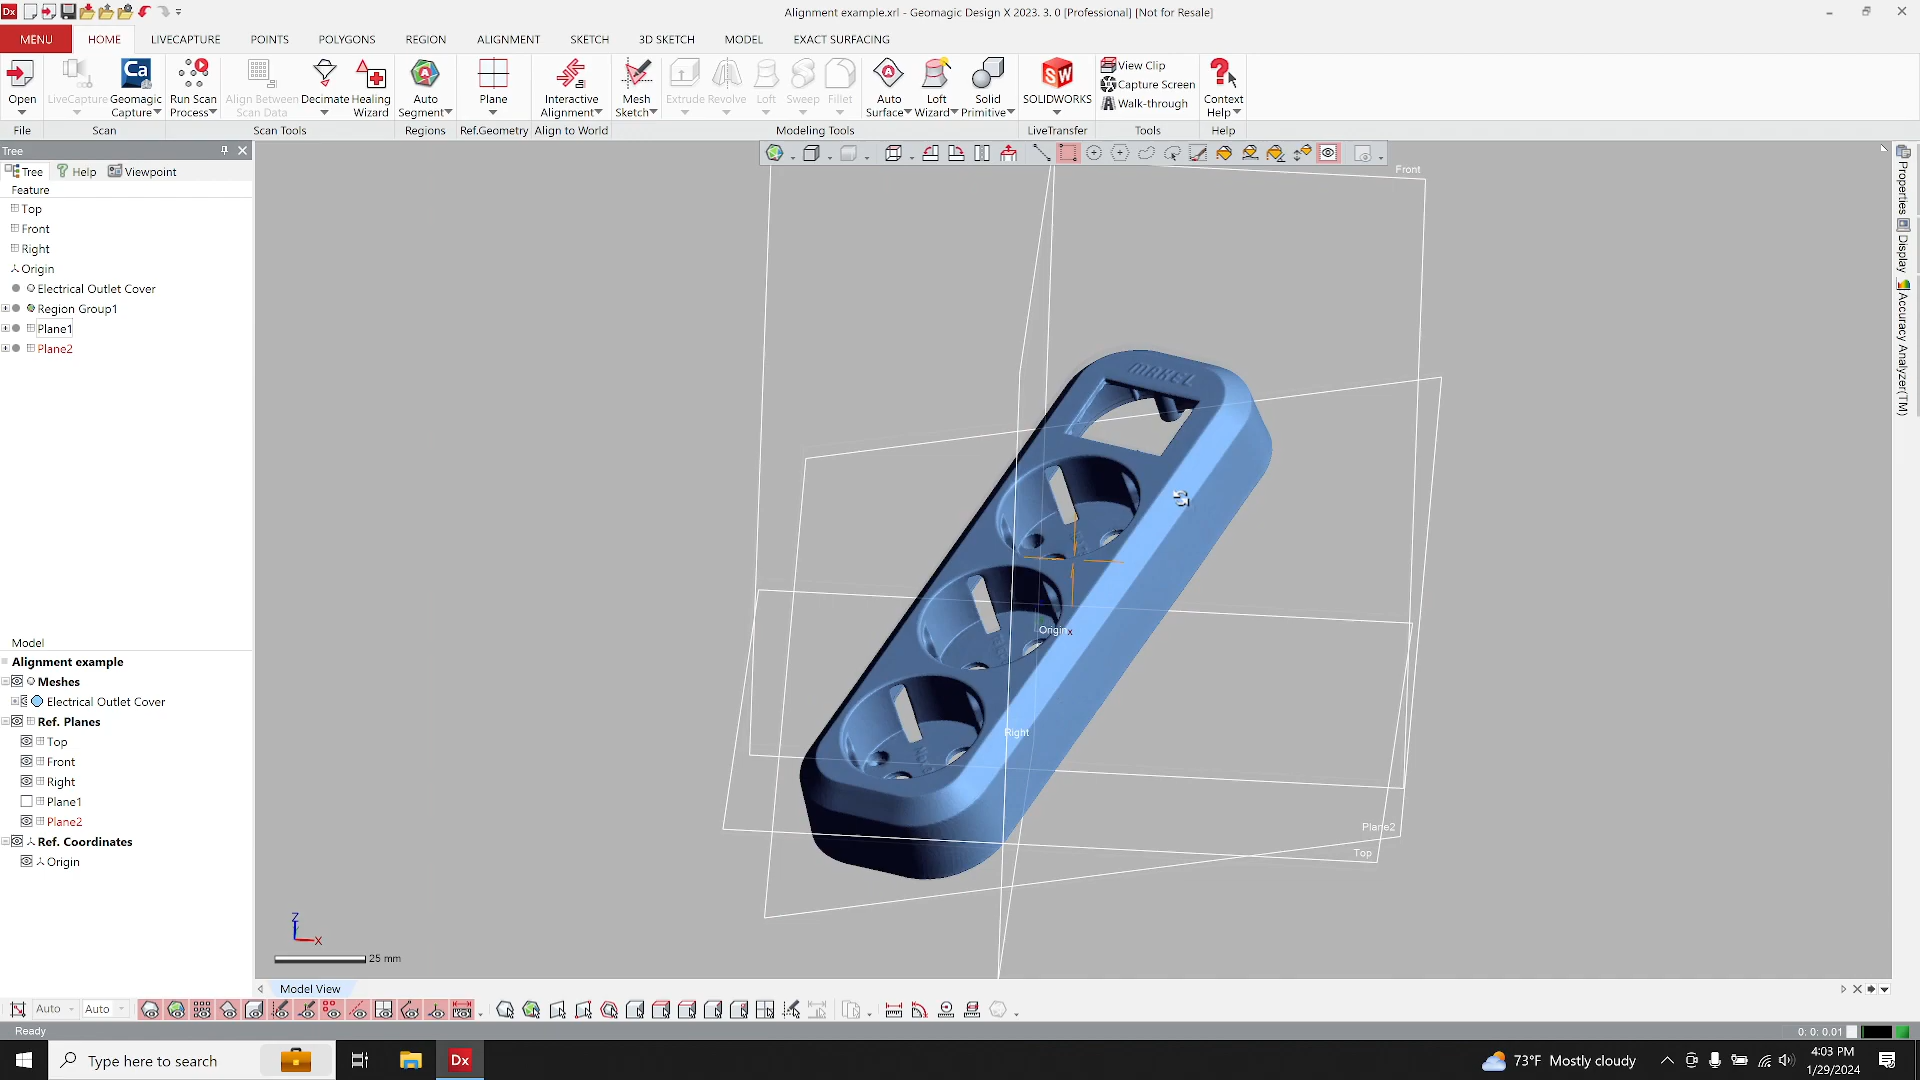 Alignment example.xrl - Geomagic Design X 2023. 3. 0 [Professional] [Not for Resale]
MENU HOME LIVECAPTURE POINTS POLYGONS REGION ALIGNMENT SKETCH 3D SKETCH MODEL EXACT SURFACING
Open LiveCapture Geomagic Capture Run Scan Process Align Between Scan Data Decimate Healing Wizard Auto Segment Plane Interactive Alignment Mesh Sketch Extrude Revolve Loft Sweep Fillet Auto Surface Loft Wizard Solid Primitive SOLIDWORKS View Clip Capture Screen Walk-through Context Help
File Scan Scan Tools Regions Ref.Geometry Align to World Modeling Tools LiveTransfer Tools Help
Tree
Tree Help Viewpoint
Feature
Top
Front
Right
Origin
Electrical Outlet Cover
Region Group1
Plane1
Plane2
Model
Alignment example
Meshes
Electrical Outlet Cover
Ref. Planes
Top
Front
Right
Plane1
Plane2
Ref. Coordinates
Origin
Front
MAKEL
Origin
x
Right
Plane2
Top
Z
X
25 mm
Properties
Display
Accuracy Analyzer(TM)
Model View
Auto Auto
Ready
0: 0: 0.01
Type here to search
Dx
73°F Mostly cloudy
4:03 PM
1/29/2024